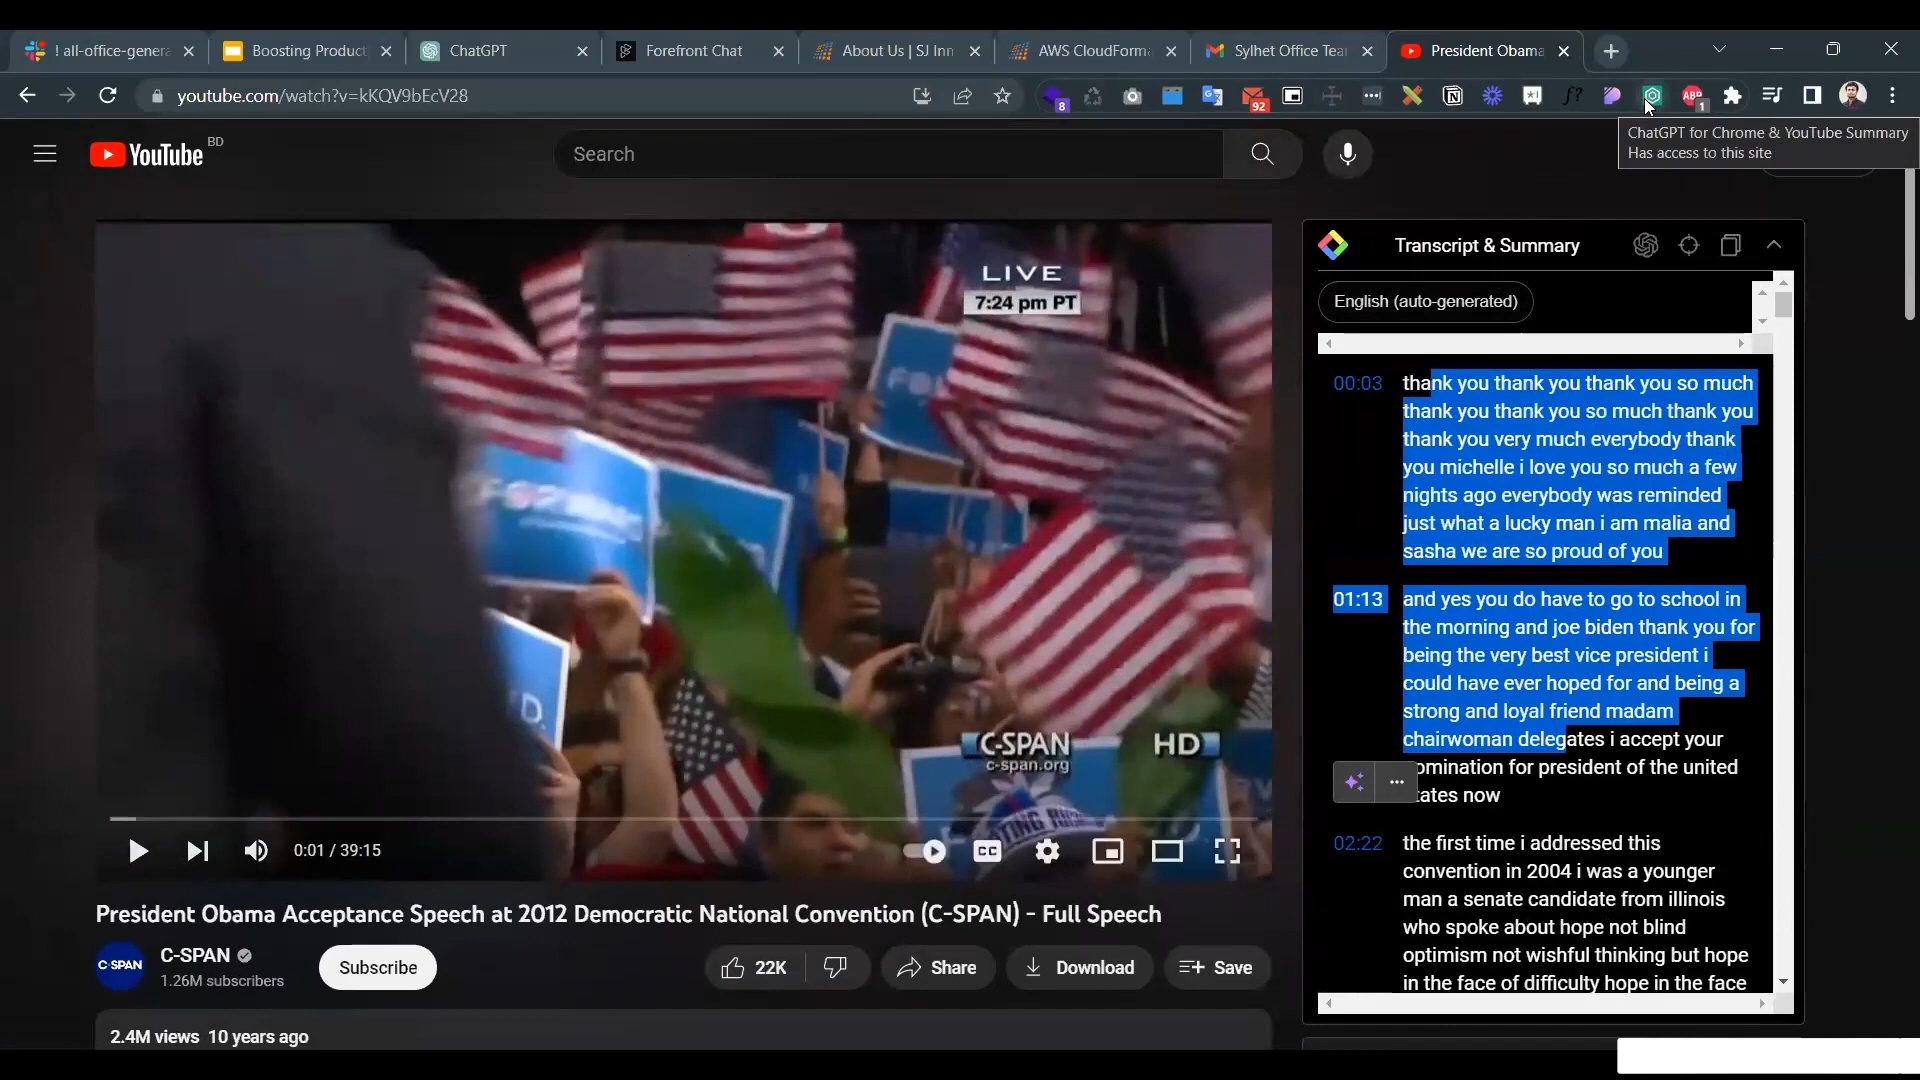 ! all-office-genera
Boosting Product
ChatGPT
Forefront Chat
About Us | SJ Inn
AWS CloudForma
Sylhet Office Tea
President Obama
youtube.com/watch?v=kKQV9bEcV28
8
92
ABP
1
ChatGPT for Chrome & YouTube Summary
Has access to this site
YouTube BD
Search
LIVE
7:24 pm PT
C-SPAN
c-span.org
HD
0:01 / 39:15
CC
President Obama Acceptance Speech at 2012 Democratic National Convention (C-SPAN) - Full Speech
C-SPAN
C-SPAN
1.26M subscribers
Subscribe
22K
Share
Download
Save
2.4M views 10 years ago
Transcript & Summary
English (auto-generated)
00:03 thank you thank you thank you so much
thank you thank you so much thank you
thank you very much everybody thank
you michelle i love you so much a few
nights ago everybody was reminded
just what a lucky man i am malia and
sasha we are so proud of you
01:13 and yes you do have to go to school in
the morning and joe biden thank you for
being the very best vice president i
could have ever hoped for and being a
strong and loyal friend madam
chairwoman delegates i accept your
omination for president of the united
tates now
02:22 the first time i addressed this
convention in 2004 i was a younger
man a senate candidate from illinois
who spoke about hope not blind
optimism not wishful thinking but hope
in the face of difficulty hope in the face